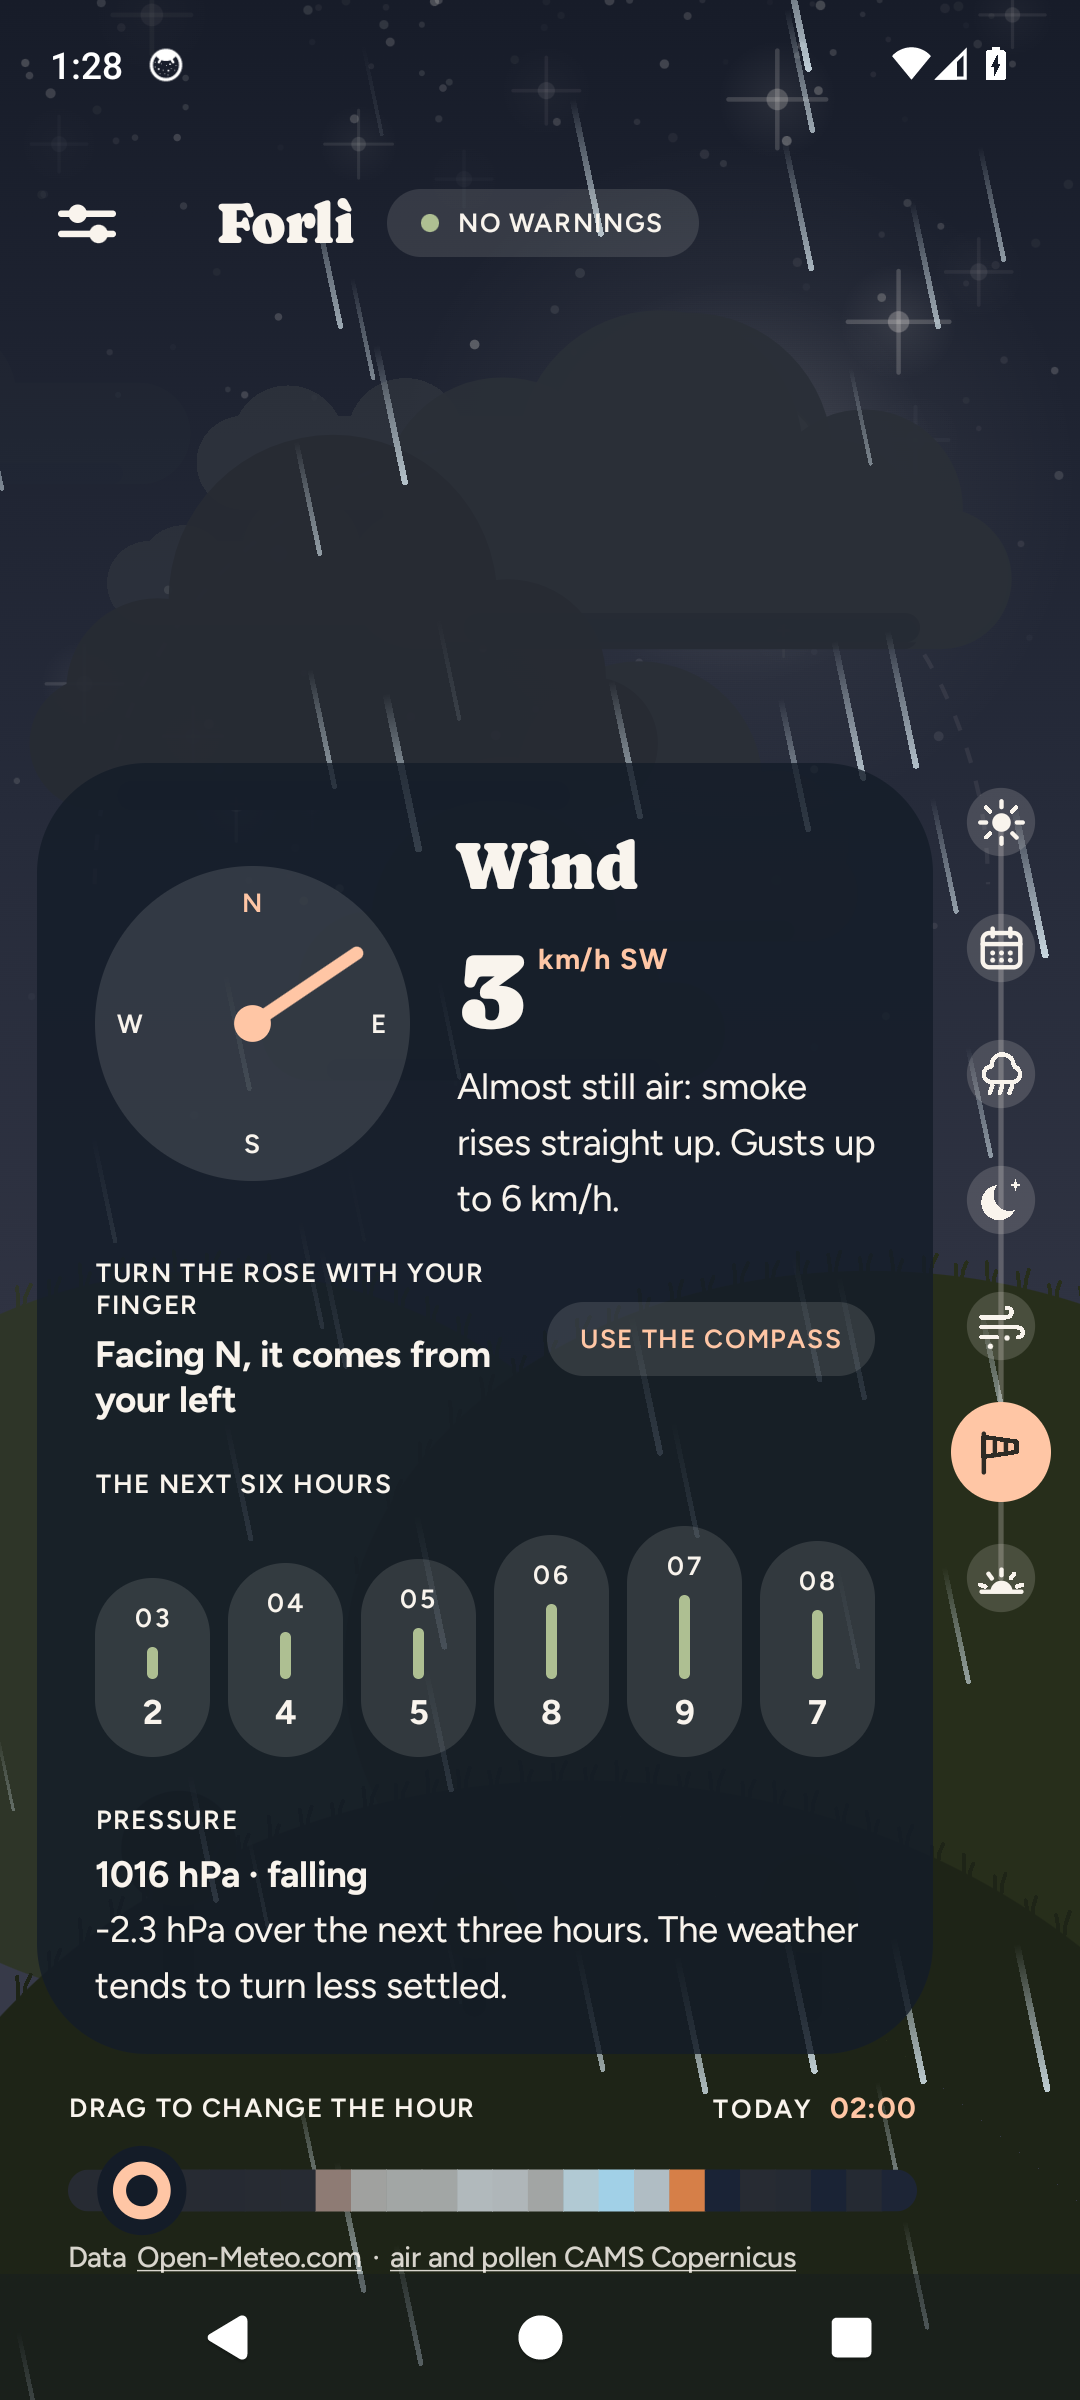 1:28
Forlì
NO WARNINGS
Wind
3 km/h SW
N
W
E
S
Almost still air: smoke
rises straight up. Gusts up
to 6 km/h.
TURN THE ROSE WITH YOUR
FINGER
Facing N, it comes from
your left
USE THE COMPASS
THE NEXT SIX HOURS
03 04 05 06 07 08
2 4 5 8 9 7
PRESSURE
1016 hPa · falling
-2.3 hPa over the next three hours. The weather
tends to turn less settled.
DRAG TO CHANGE THE HOUR
TODAY 02:00
Data Open-Meteo.com · air and pollen CAMS Copernicus